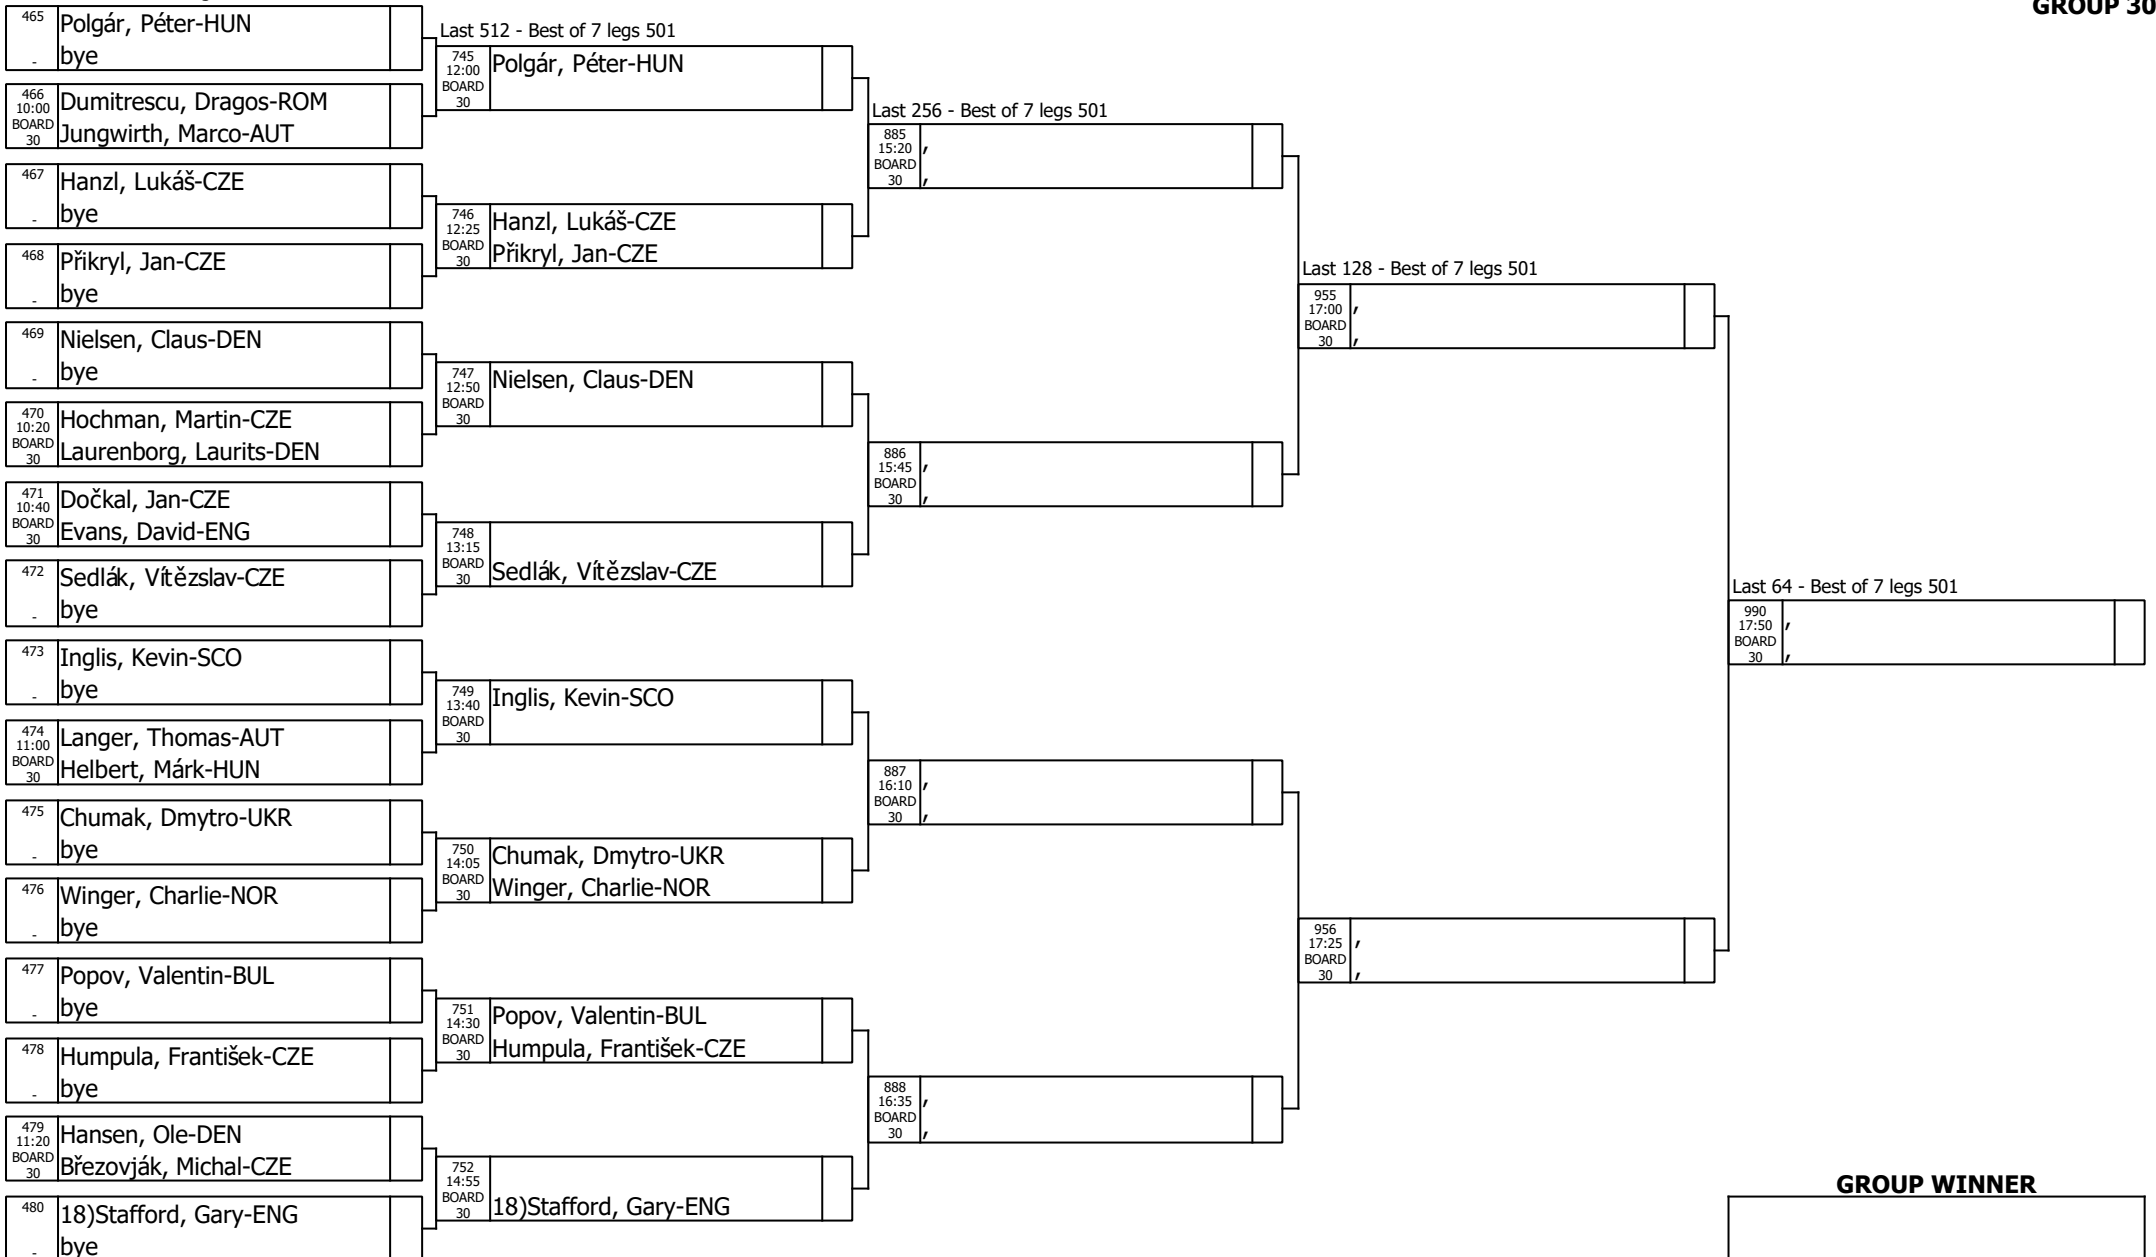 GROUP 30
465
Polgár, Péter-HUN
-
bye
466
10:00
BOARD
30
Dumitrescu, Dragos-ROM
Jungwirth, Marco-AUT
467
Hanzl, Lukáš-CZE
-
bye
468
Přikryl, Jan-CZE
-
bye
469
Nielsen, Claus-DEN
-
bye
470
10:20
BOARD
30
Hochman, Martin-CZE
Laurenborg, Laurits-DEN
471
10:40
BOARD
30
Dočkal, Jan-CZE
Evans, David-ENG
472
Sedlák, Vítězslav-CZE
-
bye
473
Inglis, Kevin-SCO
-
bye
474
11:00
BOARD
30
Langer, Thomas-AUT
Helbert, Márk-HUN
475
Chumak, Dmytro-UKR
-
bye
476
Winger, Charlie-NOR
-
bye
477
Popov, Valentin-BUL
-
bye
478
Humpula, František-CZE
-
bye
479
11:20
BOARD
30
Hansen, Ole-DEN
Březovják, Michal-CZE
480
18)Stafford, Gary-ENG
-
bye
Last 512 - Best of 7 legs 501
745
12:00
BOARD
30
Polgár, Péter-HUN
746
12:25
BOARD
30
Hanzl, Lukáš-CZE
Přikryl, Jan-CZE
747
12:50
BOARD
30
Nielsen, Claus-DEN
748
13:15
BOARD
30
Sedlák, Vítězslav-CZE
749
13:40
BOARD
30
Inglis, Kevin-SCO
750
14:05
BOARD
30
Chumak, Dmytro-UKR
Winger, Charlie-NOR
751
14:30
BOARD
30
Popov, Valentin-BUL
Humpula, František-CZE
752
14:55
BOARD
30
18)Stafford, Gary-ENG
Last 256 - Best of 7 legs 501
885
15:20
BOARD
30
,
,
886
15:45
BOARD
30
,
,
887
16:10
BOARD
30
,
,
888
16:35
BOARD
30
,
,
Last 128 - Best of 7 legs 501
955
17:00
BOARD
30
,
,
956
17:25
BOARD
30
,
,
Last 64 - Best of 7 legs 501
990
17:50
BOARD
30
,
,
GROUP WINNER